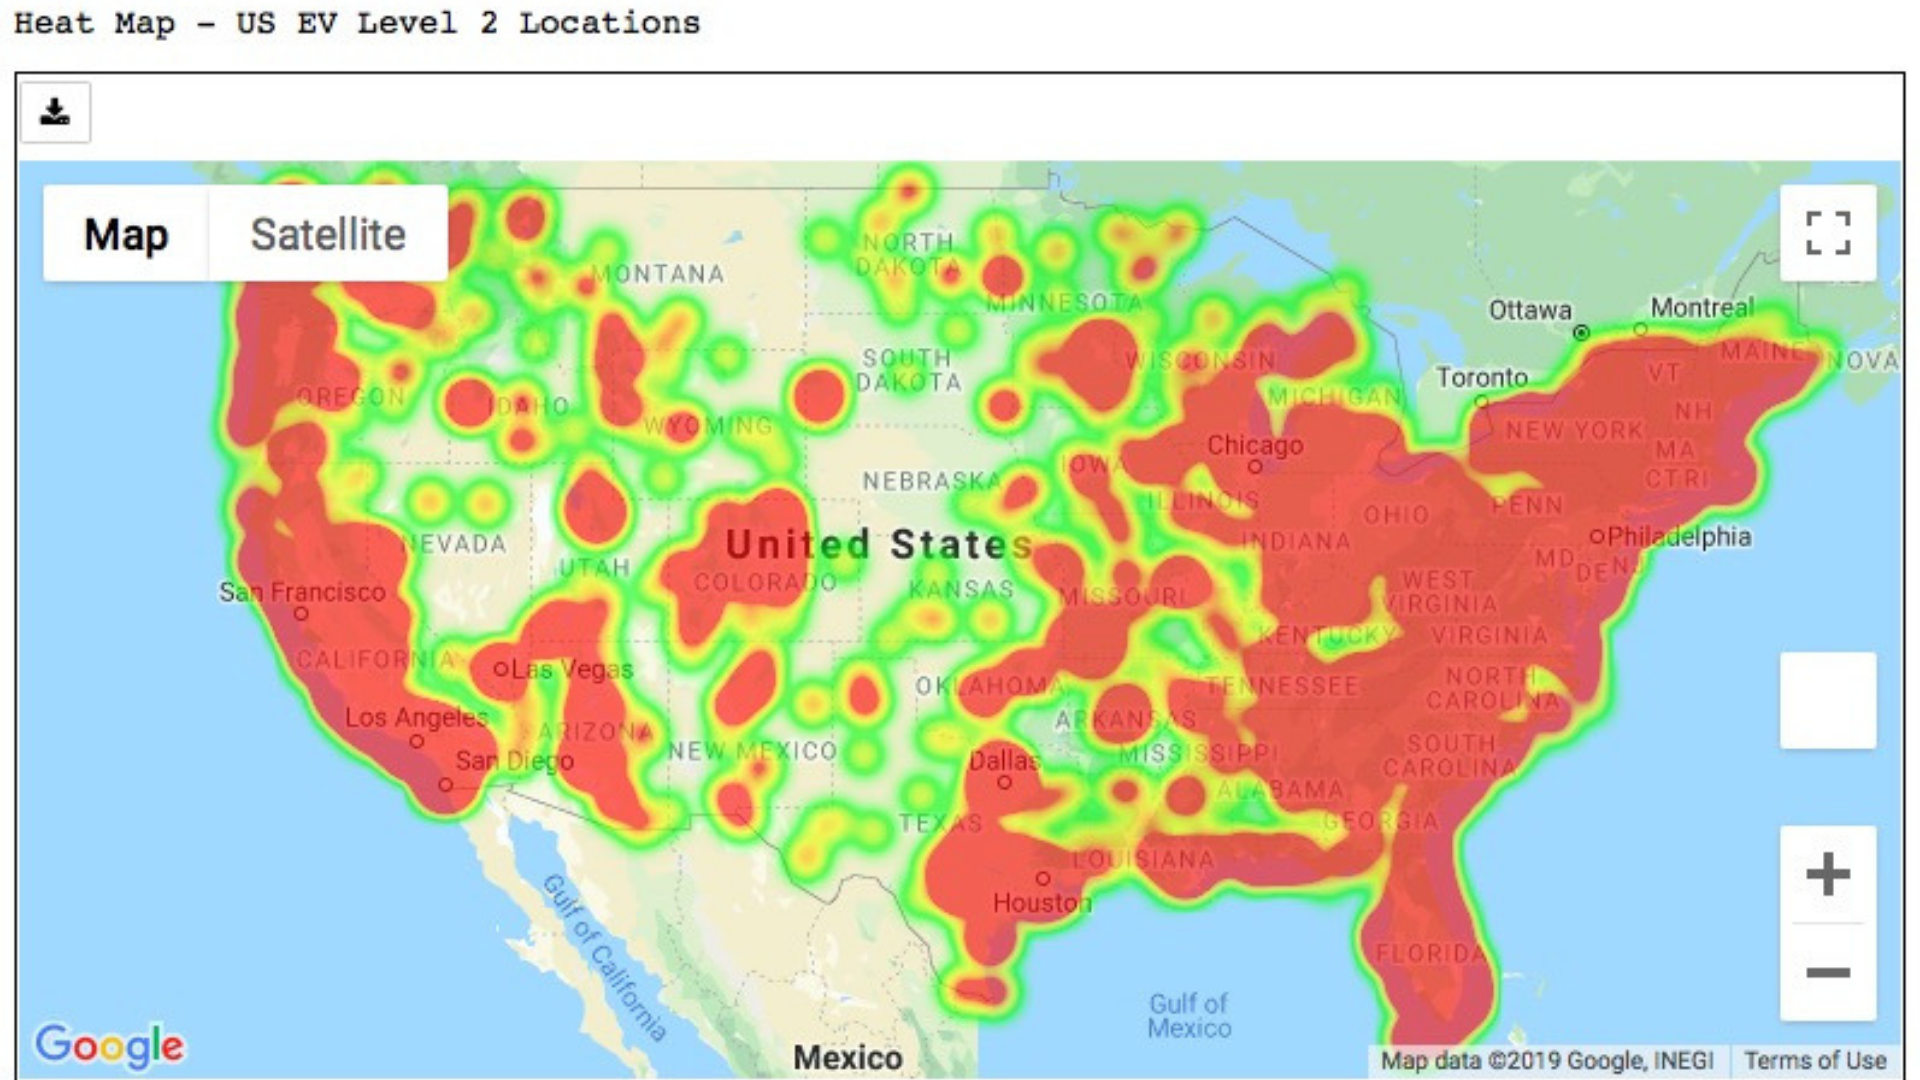 Heat Map - US EV Level 2 Locations
Map
Satellite
NORTH
DAKOTA
MONTANA
MINNESOTA
Ottawa
Montreal
SOUTH
DAKOTA
WISCONSIN
MAINE
NOVA
VT
Toronto
OREGON
IDAHO
WYOMING
MICHIGAN
NH
NEW YORK
MA
Chicago
IOWA
CT RI
NEBRASKA
ILLINOIS
PENN
OHIO
United States
NEVADA
INDIANA
Philadelphia
UTAH
COLORADO
KANSAS
MISSOURI
MD
DE
NJ
WEST
VIRGINIA
San Francisco
KENTUCKY
VIRGINIA
CALIFORNIA
Las Vegas
OKLAHOMA
TENNESSEE
NORTH
CAROLINA
Los Angeles
ARIZONA
ARKANSAS
NEW MEXICO
MISSISSIPPI
SOUTH
CAROLINA
San Diego
Dallas
ALABAMA
TEXAS
GEORGIA
LOUISIANA
Houston
FLORIDA
Gulf of California
Gulf of
Mexico
Google
Mexico
Map data ©2019 Google, INEGI
Terms of Use